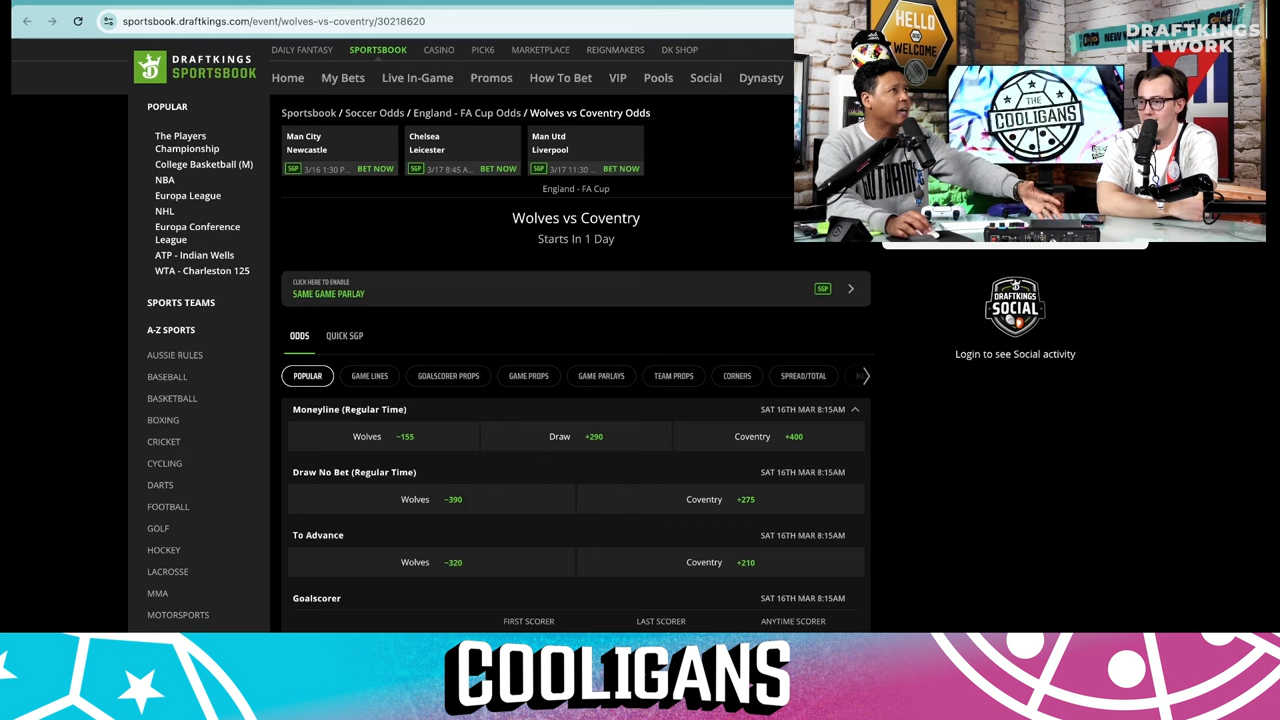 sportsbook.draftkings.com/event/wolves-vs-coventry/30218620
DRAFTKINGS
SPORTSBOOK
DAILY FANTASY SPORTSBOOK PICK6 MARKETPLACE REIGNMAKERS DK SHOP
Home My Bets Live In-Game Promos How To Bet VIP Pools Social Dynasty
HELLO
WELCOME
DRAFTKINGS
NETWORK
THE
COOLIGANS
POPULAR
The Players
Championship
College Basketball (M)
NBA
Europa League
NHL
Europa Conference
League
ATP - Indian Wells
WTA - Charleston 125
SPORTS TEAMS
A-Z SPORTS
AUSSIE RULES
BASEBALL
BASKETBALL
BOXING
CRICKET
CYCLING
DARTS
FOOTBALL
GOLF
HOCKEY
LACROSSE
MMA
MOTORSPORTS
Sportsbook / Soccer Odds / England - FA Cup Odds / Wolves vs Coventry Odds
Man City
Newcastle
SGP 3/16 1:30 P... BET NOW
Chelsea
Leicester
SGP 3/17 8:45 A... BET NOW
Man Utd
Liverpool
SGP 3/17 11:30 ... BET NOW
England - FA Cup
Wolves vs Coventry
Starts In 1 Day
CLICK HERE TO ENABLE
SAME GAME PARLAY
SGP
ODDS QUICK SGP
POPULAR GAME LINES GOALSCORER PROPS GAME PROPS GAME PARLAYS TEAM PROPS CORNERS SPREAD/TOTAL
Moneyline (Regular Time) SAT 16TH MAR 8:15AM
Wolves −155 Draw +290 Coventry +400
Draw No Bet (Regular Time) SAT 16TH MAR 8:15AM
Wolves −390 Coventry +275
To Advance SAT 16TH MAR 8:15AM
Wolves −320 Coventry +210
Goalscorer SAT 16TH MAR 8:15AM
FIRST SCORER LAST SCORER ANYTIME SCORER
DRAFTKINGS
SOCIAL
Login to see Social activity
COOLIGANS